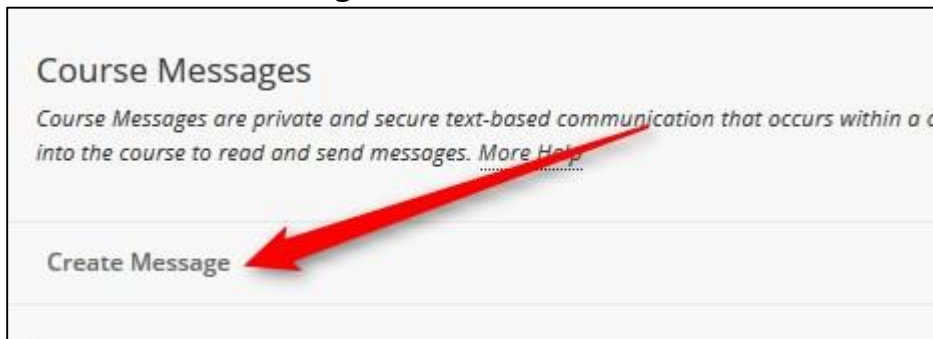 Course Messages
Course Messages are private and secure text-based communication that occurs within a
into the course to read and send messages. More Help
Create Message